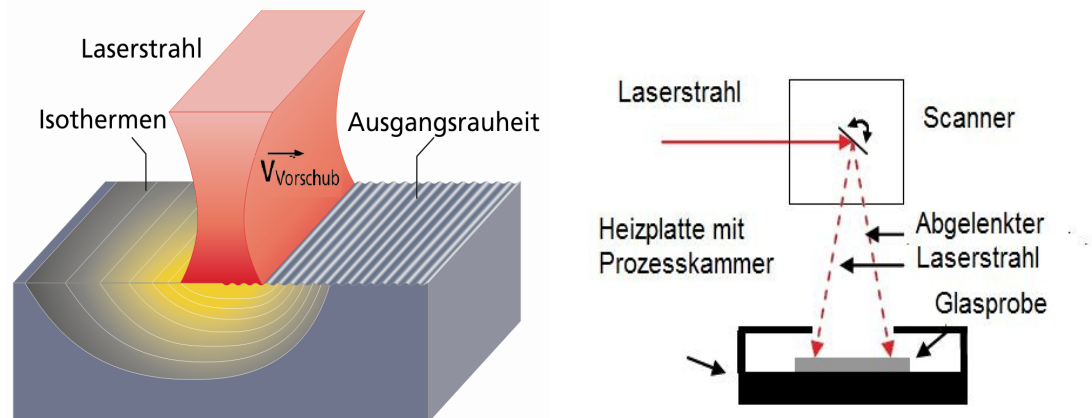 Laserstrahl
Isothermen
Ausgangsrauheit
VVorschub
Laserstrahl
Scanner
Heizplatte mit
Prozesskammer
Abgelenkter
Laserstrahl
Glasprobe